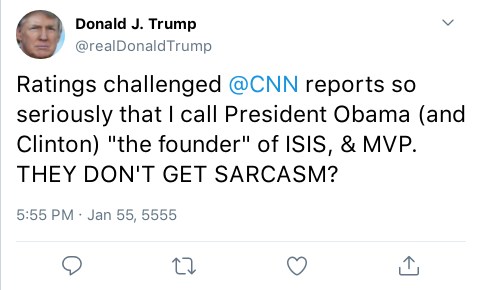 Donald J. Trump
@realDonaldTrump
Ratings challenged @CNN reports so
seriously that I call President Obama (and
Clinton) "the founder" of ISIS, & MVP.
THEY DON'T GET SARCASM?
5:55 PM · Jan 55, 5555